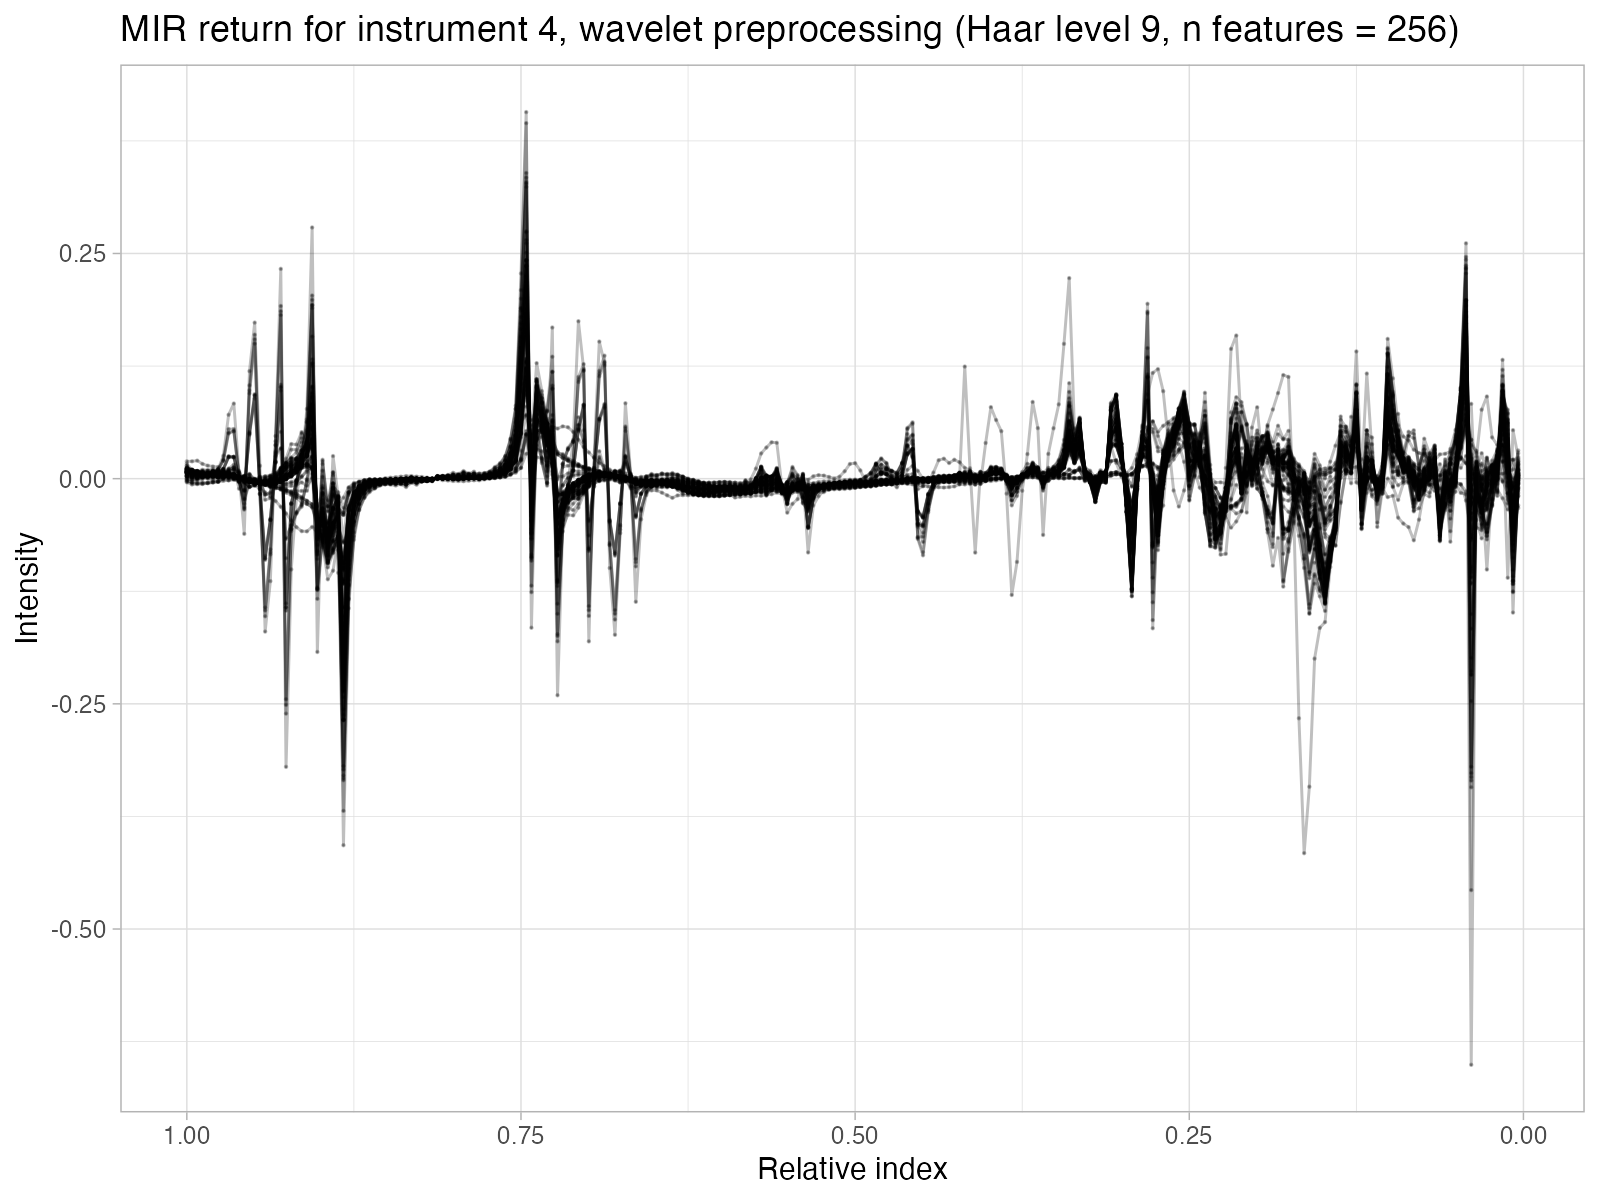 MIR return for instrument 4, wavelet preprocessing (Haar level 9, n features = 256)
0.25
0.00
-0.25
-0.50
Intensity
1.00 0.75 0.50 0.25 0.00
Relative index